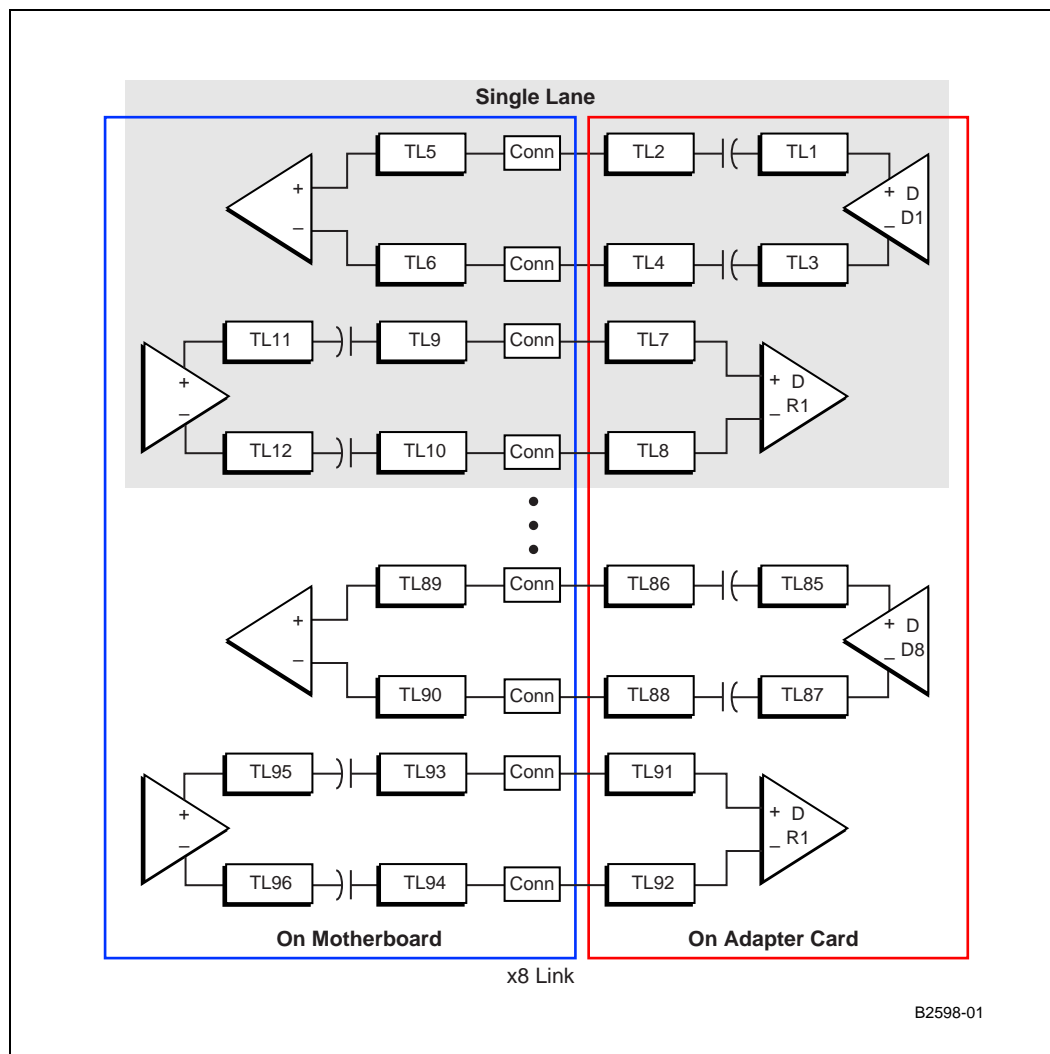 Single Lane
TL5 Conn TL2 TL1
+ + D
– – D1
TL6 Conn TL4 TL3
TL11 TL9 Conn TL7
+ + D
– – R1
TL12 TL10 Conn TL8
TL89 Conn TL86 TL85
+ + D
– – D8
TL90 Conn TL88 TL87
TL95 TL93 Conn TL91
+ + D
– – R1
TL96 TL94 Conn TL92
On Motherboard On Adapter Card
x8 Link
B2598-01